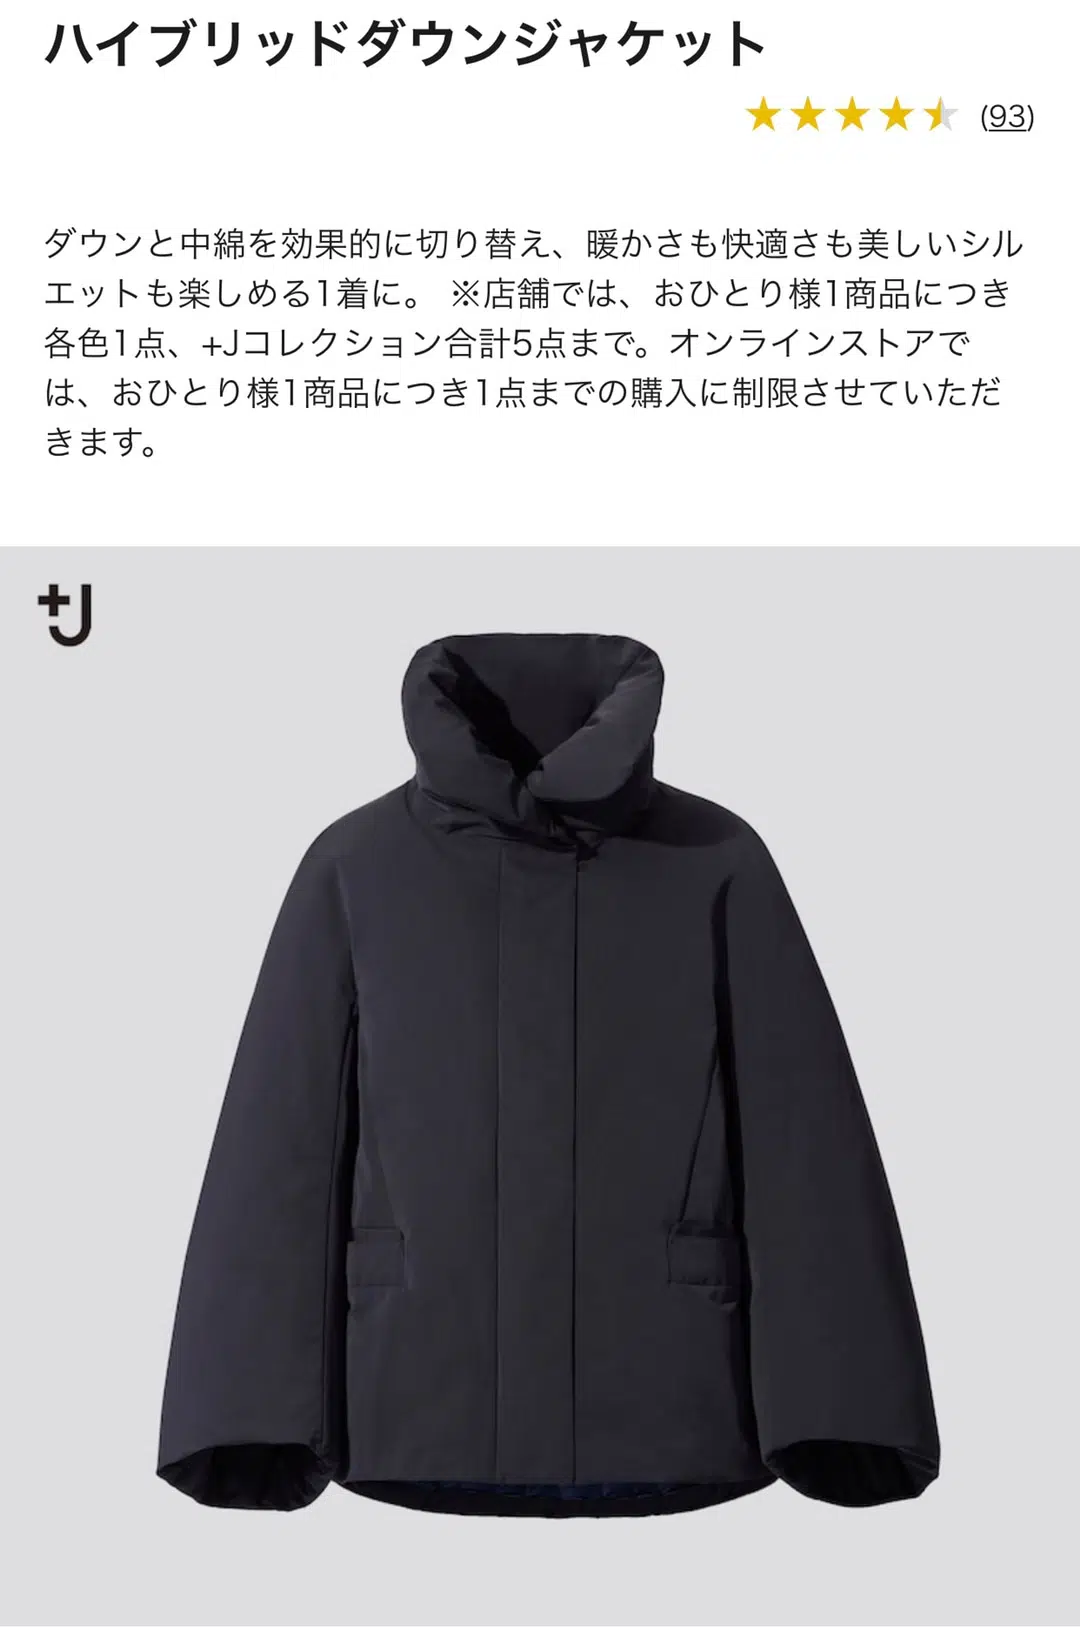 ハイブリッドダウンジャケット
(93)
ダウンと中綿を効果的に切り替え、暖かさも快適さも美しいシル
エットも楽しめる1着に。 ※店舗では、おひとり様1商品につき
各色1点、+Jコレクション合計5点まで。オンラインストアで
は、おひとり様1商品につき1点までの購入に制限させていただ
きます。
+J